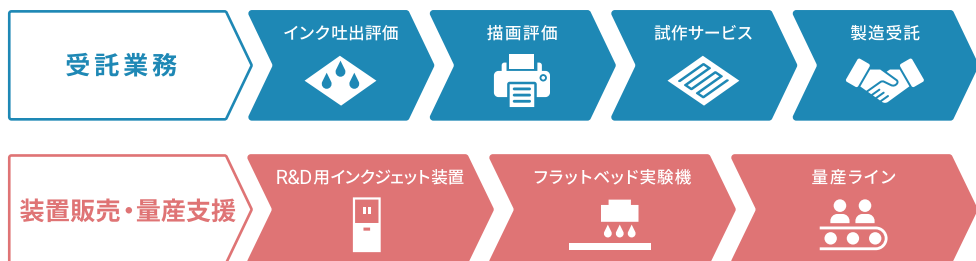 受託業務
インク吐出評価
描画評価
試作サービス
製造受託
装置販売・量産支援
R&D用インクジェット装置
フラットベッド実験機
量産ライン